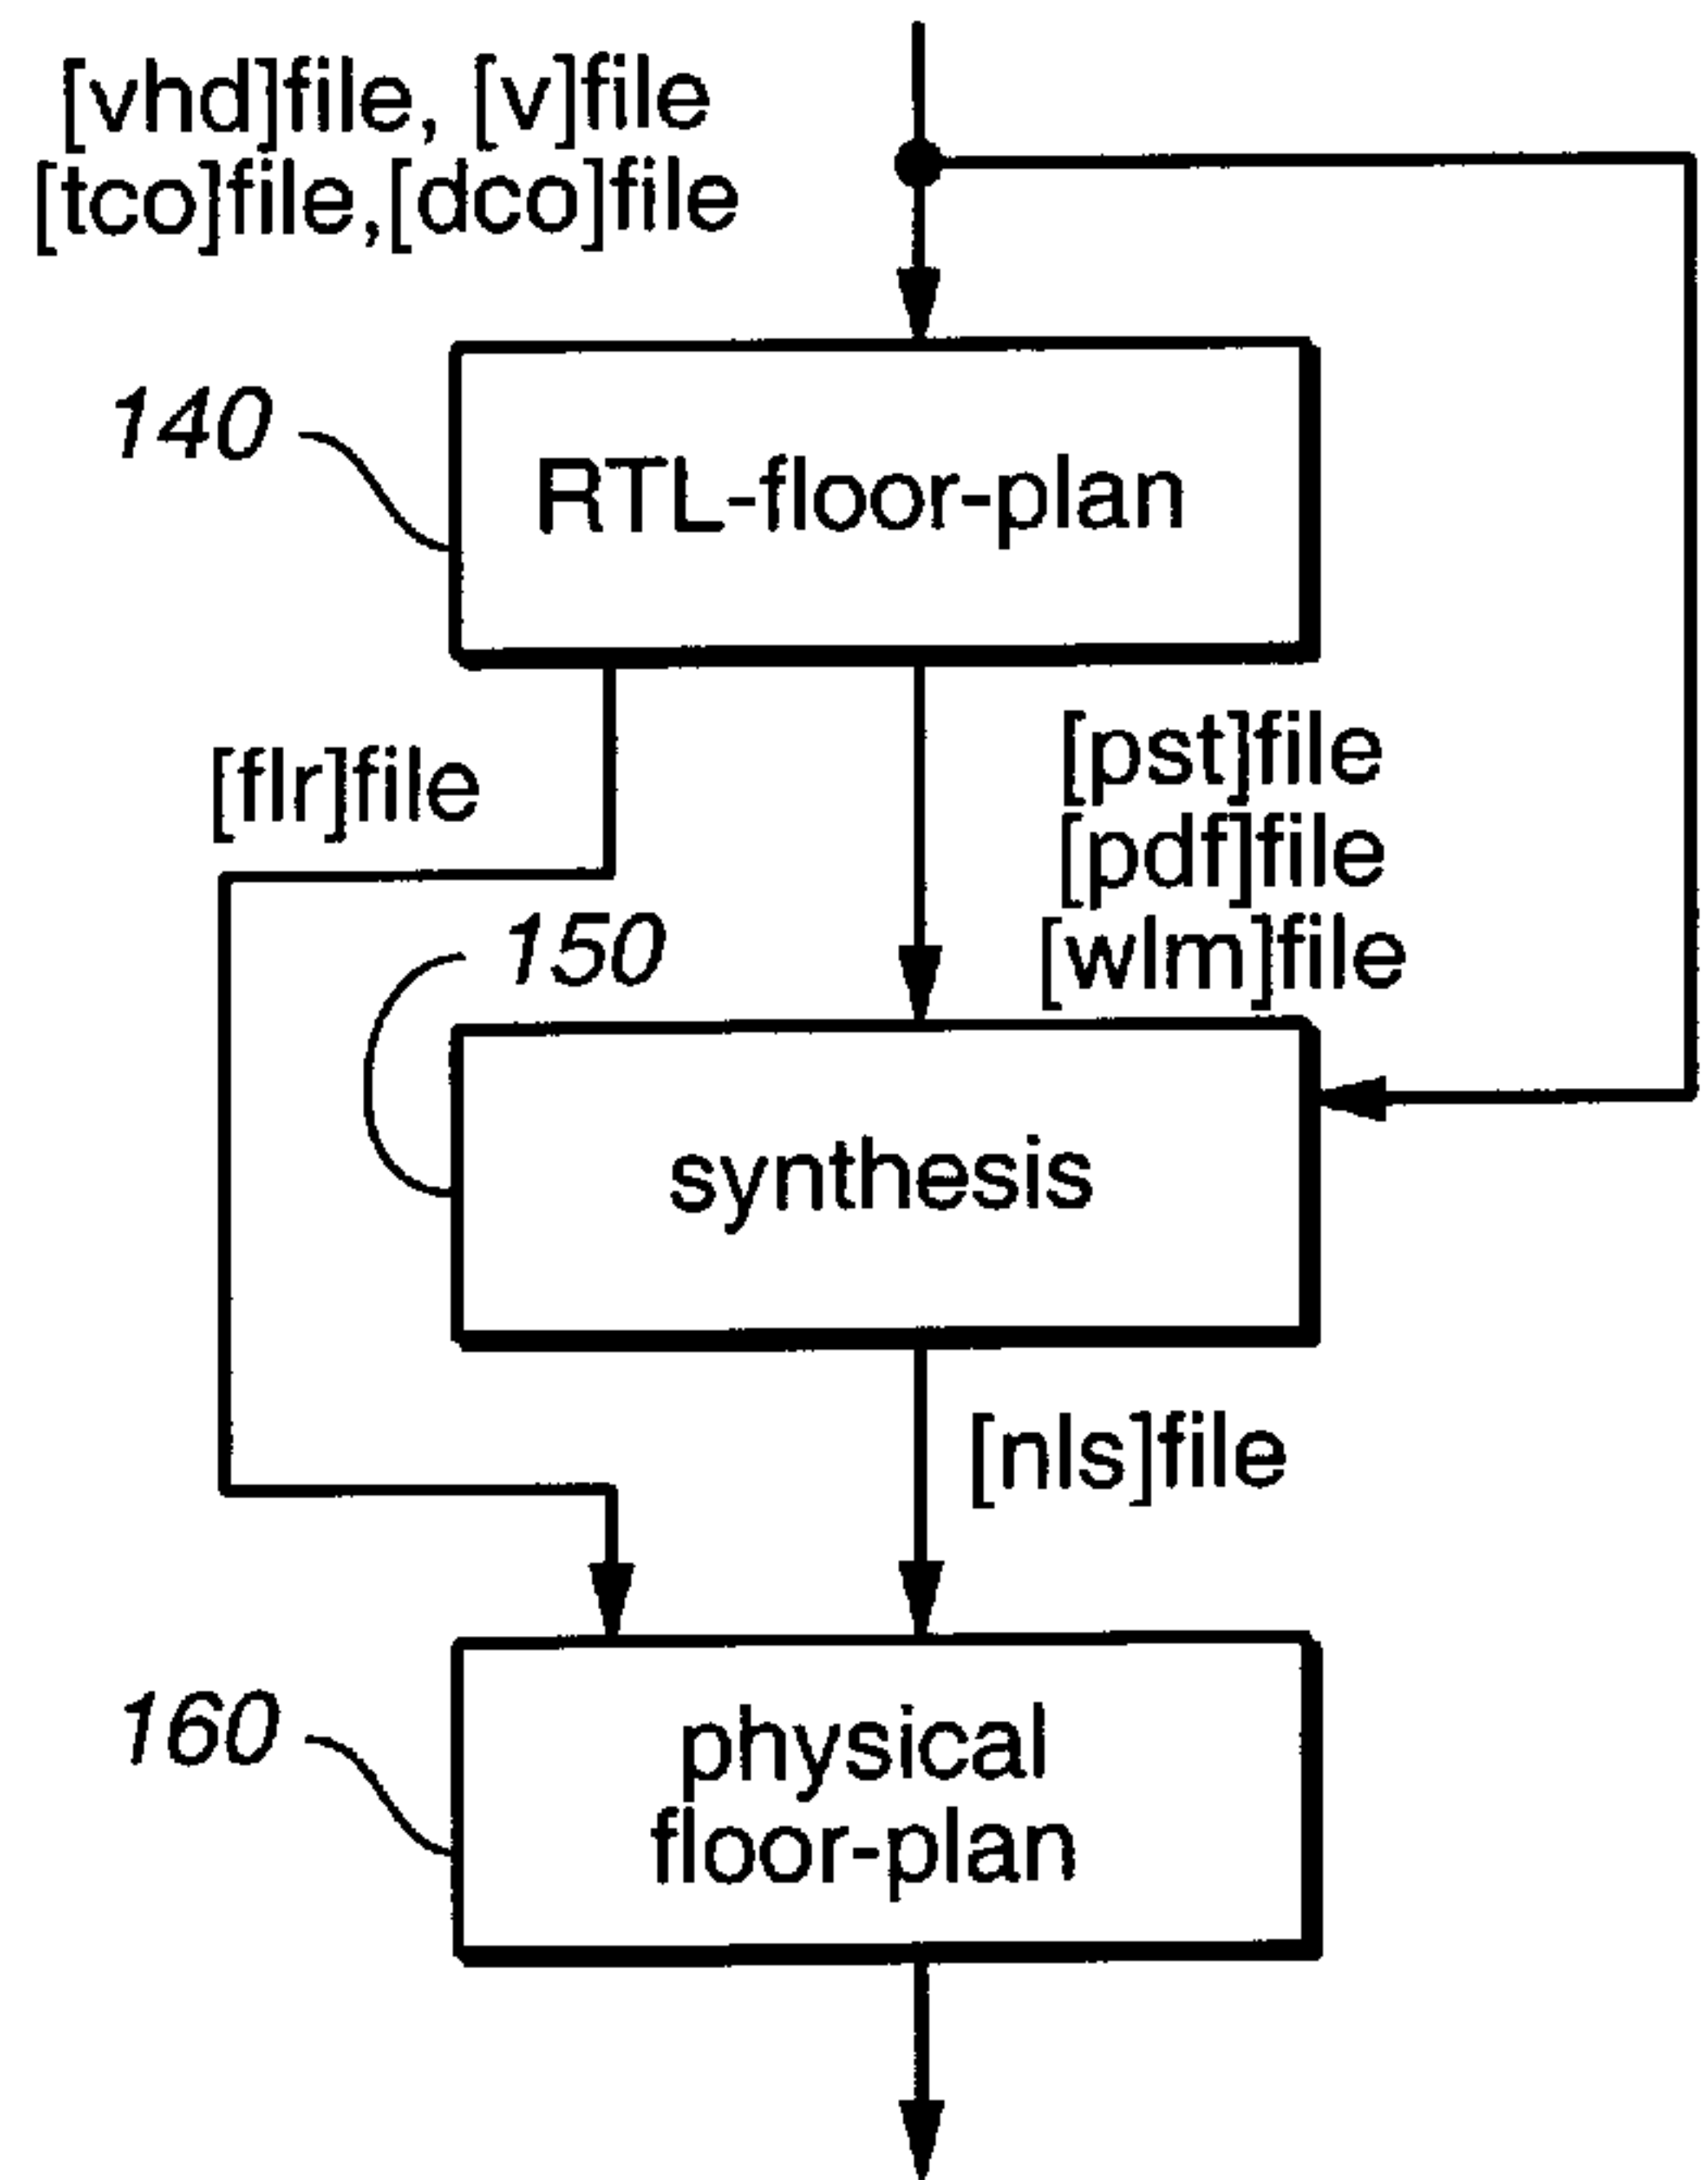 [vhd]file, [v]file
[tco]file,[dco]file
140
RTL-floor-plan
[flr]file
[pst]file
[pdf]file
[wlm]file
150
synthesis
[nls]file
160
physical
floor-plan